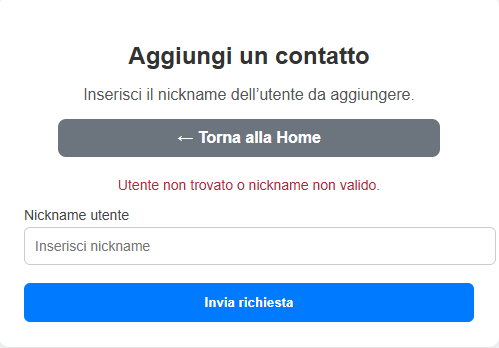 Aggiungi un contatto
Inserisci il nickname dell’utente da aggiungere.
← Torna alla Home
Utente non trovato o nickname non valido.
Nickname utente
Inserisci nickname
Invia richiesta